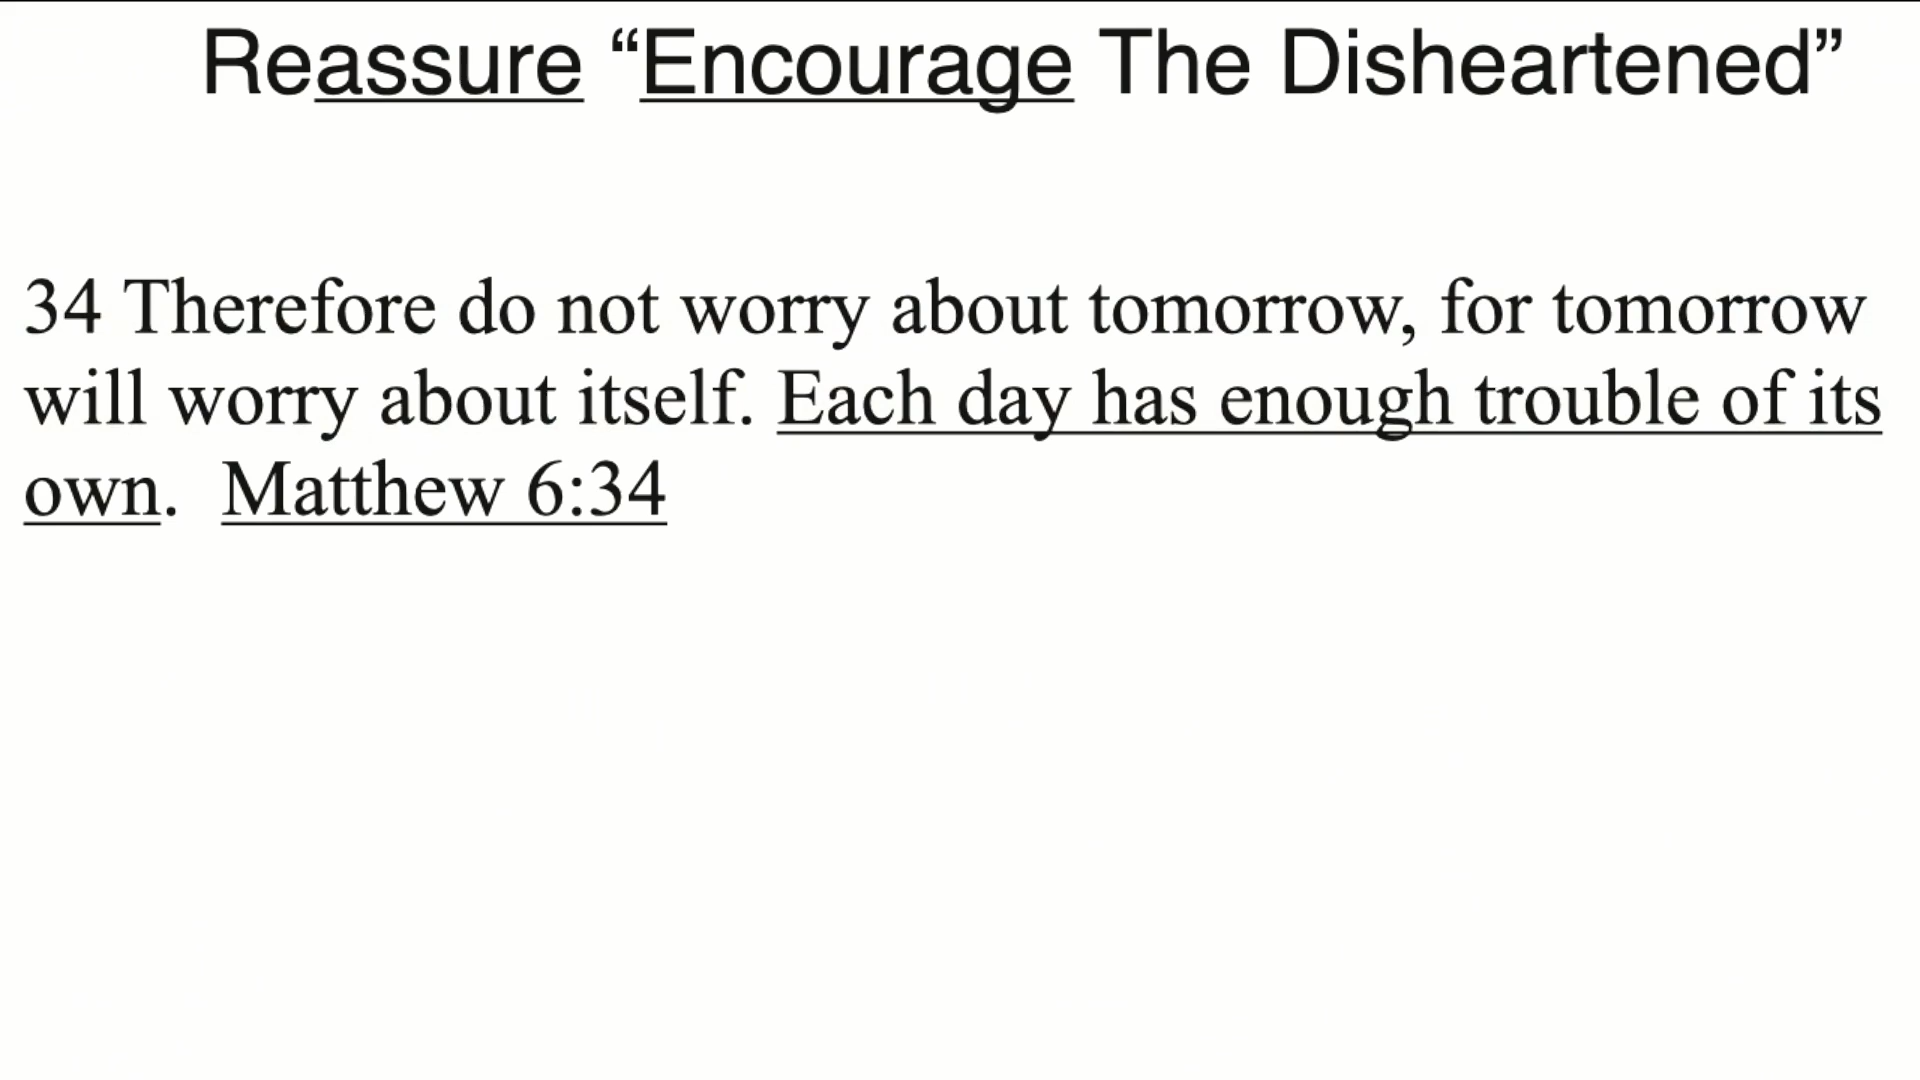 Reassure “Encourage The Disheartened”
34 Therefore do not worry about tomorrow, for tomorrow
will worry about itself. Each day has enough trouble of its
own.  Matthew 6:34